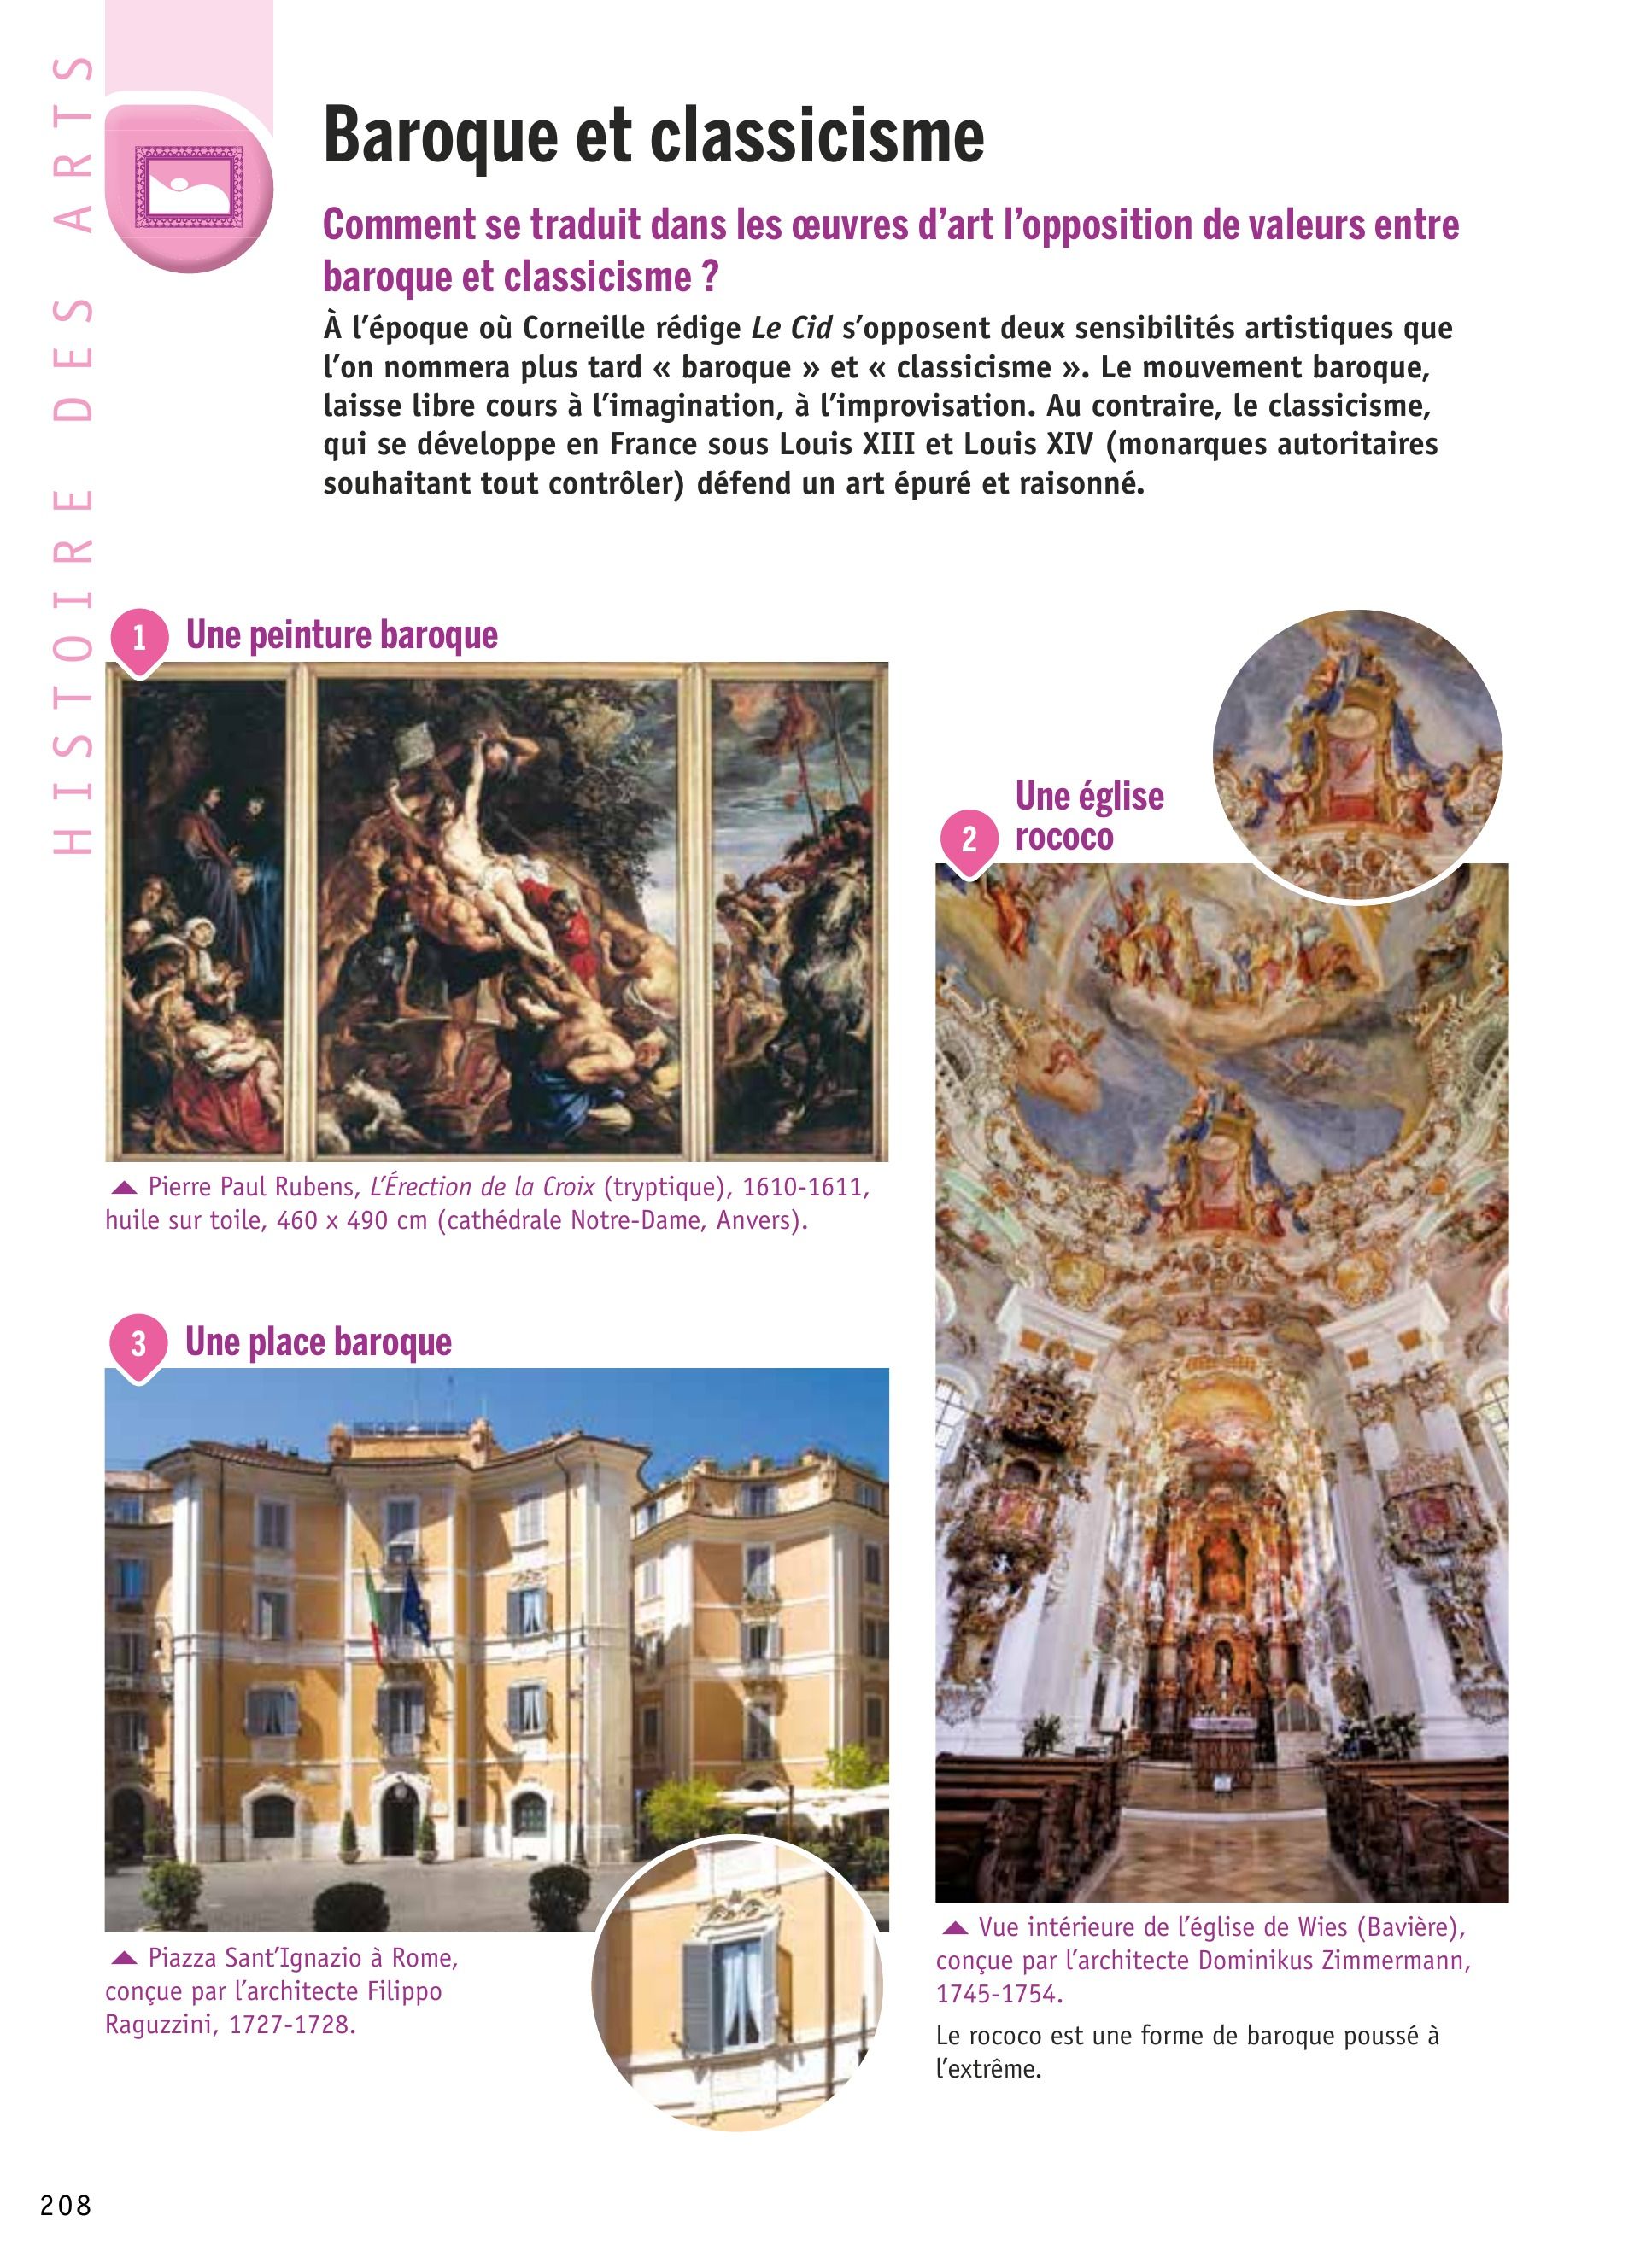 HISTOIRE DES ARTS
Baroque et classicisme
Comment se traduit dans les œuvres d’art l’opposition de valeurs entre
baroque et classicisme ?
À l’époque où Corneille rédige Le Cid s’opposent deux sensibilités artistiques que
l’on nommera plus tard « baroque » et « classicisme ». Le mouvement baroque,
laisse libre cours à l’imagination, à l’improvisation. Au contraire, le classicisme,
qui se développe en France sous Louis XIII et Louis XIV (monarques autoritaires
souhaitant tout contrôler) défend un art épuré et raisonné.
1 Une peinture baroque
Pierre Paul Rubens, L’Érection de la Croix (tryptique), 1610-1611,
huile sur toile, 460 x 490 cm (cathédrale Notre-Dame, Anvers).
2 Une église
rococo
Vue intérieure de l’église de Wies (Bavière),
conçue par l’architecte Dominikus Zimmermann,
1745-1754.
Le rococo est une forme de baroque poussé à
l’extrême.
3 Une place baroque
Piazza Sant’Ignazio à Rome,
conçue par l’architecte Filippo
Raguzzini, 1727-1728.
208